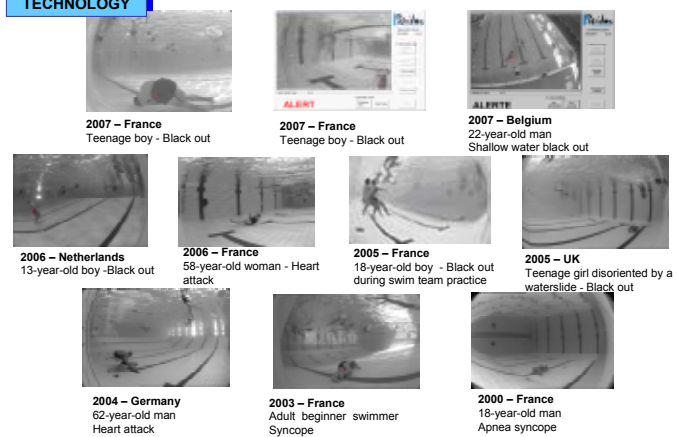 TECHNOLOGY
ALERT
ALERTE
2007 – France
Teenage boy - Black out
2007 – France
Teenage boy - Black out
2007 – Belgium
22-year-old man
Shallow water black out
2006 – Netherlands
13-year-old boy -Black out
2006 – France
58-year-old woman - Heart
attack
2005 – France
18-year-old boy - Black out
during swim team practice
2005 – UK
Teenage girl disoriented by a
waterslide - Black out
2004 – Germany
62-year-old man
Heart attack
2003 – France
Adult beginner swimmer
Syncope
2000 – France
18-year-old man
Apnea syncope